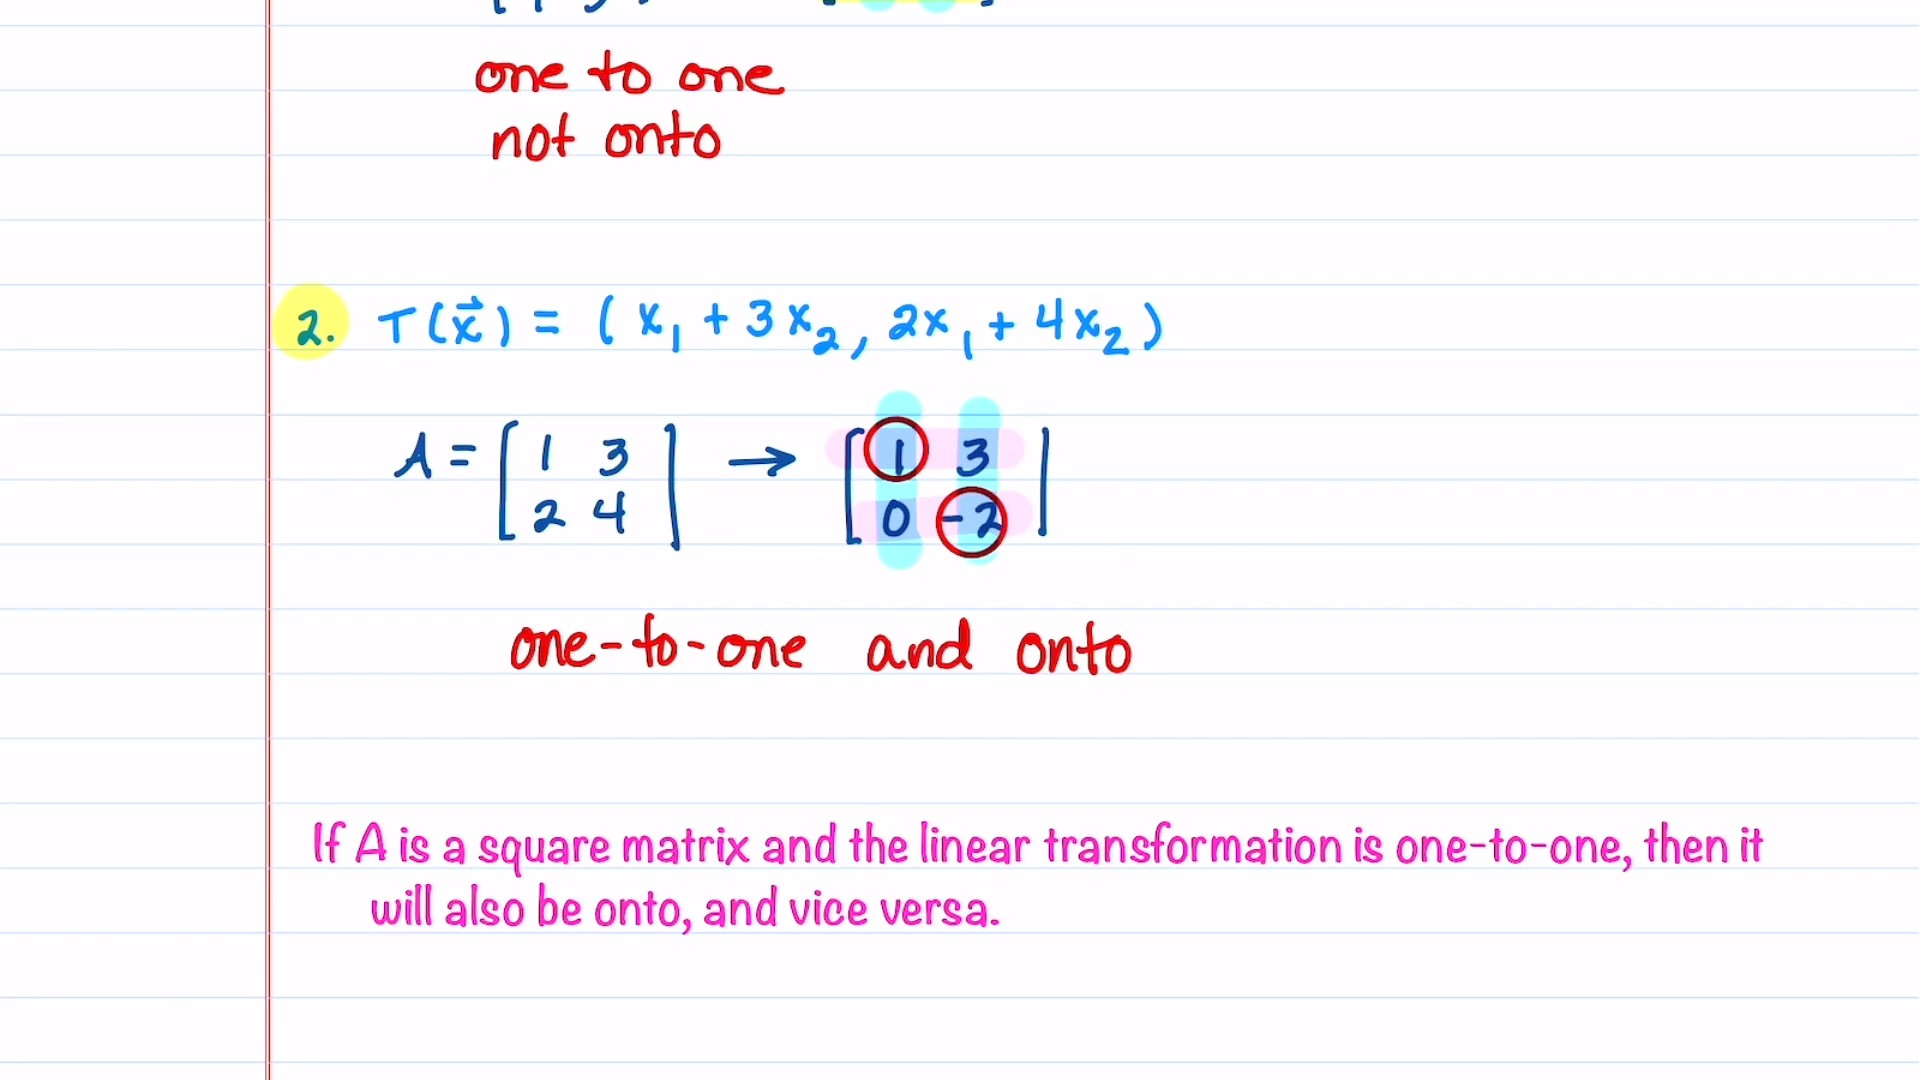 one to one
not onto
2. T(x⃗) = (x₁ + 3x₂, 2x₁ + 4x₂)
A = [1 3 → [1 3
2 4] 0 -2]
one-to-one and onto
If A is a square matrix and the linear transformation is one-to-one, then it
will also be onto, and vice versa.